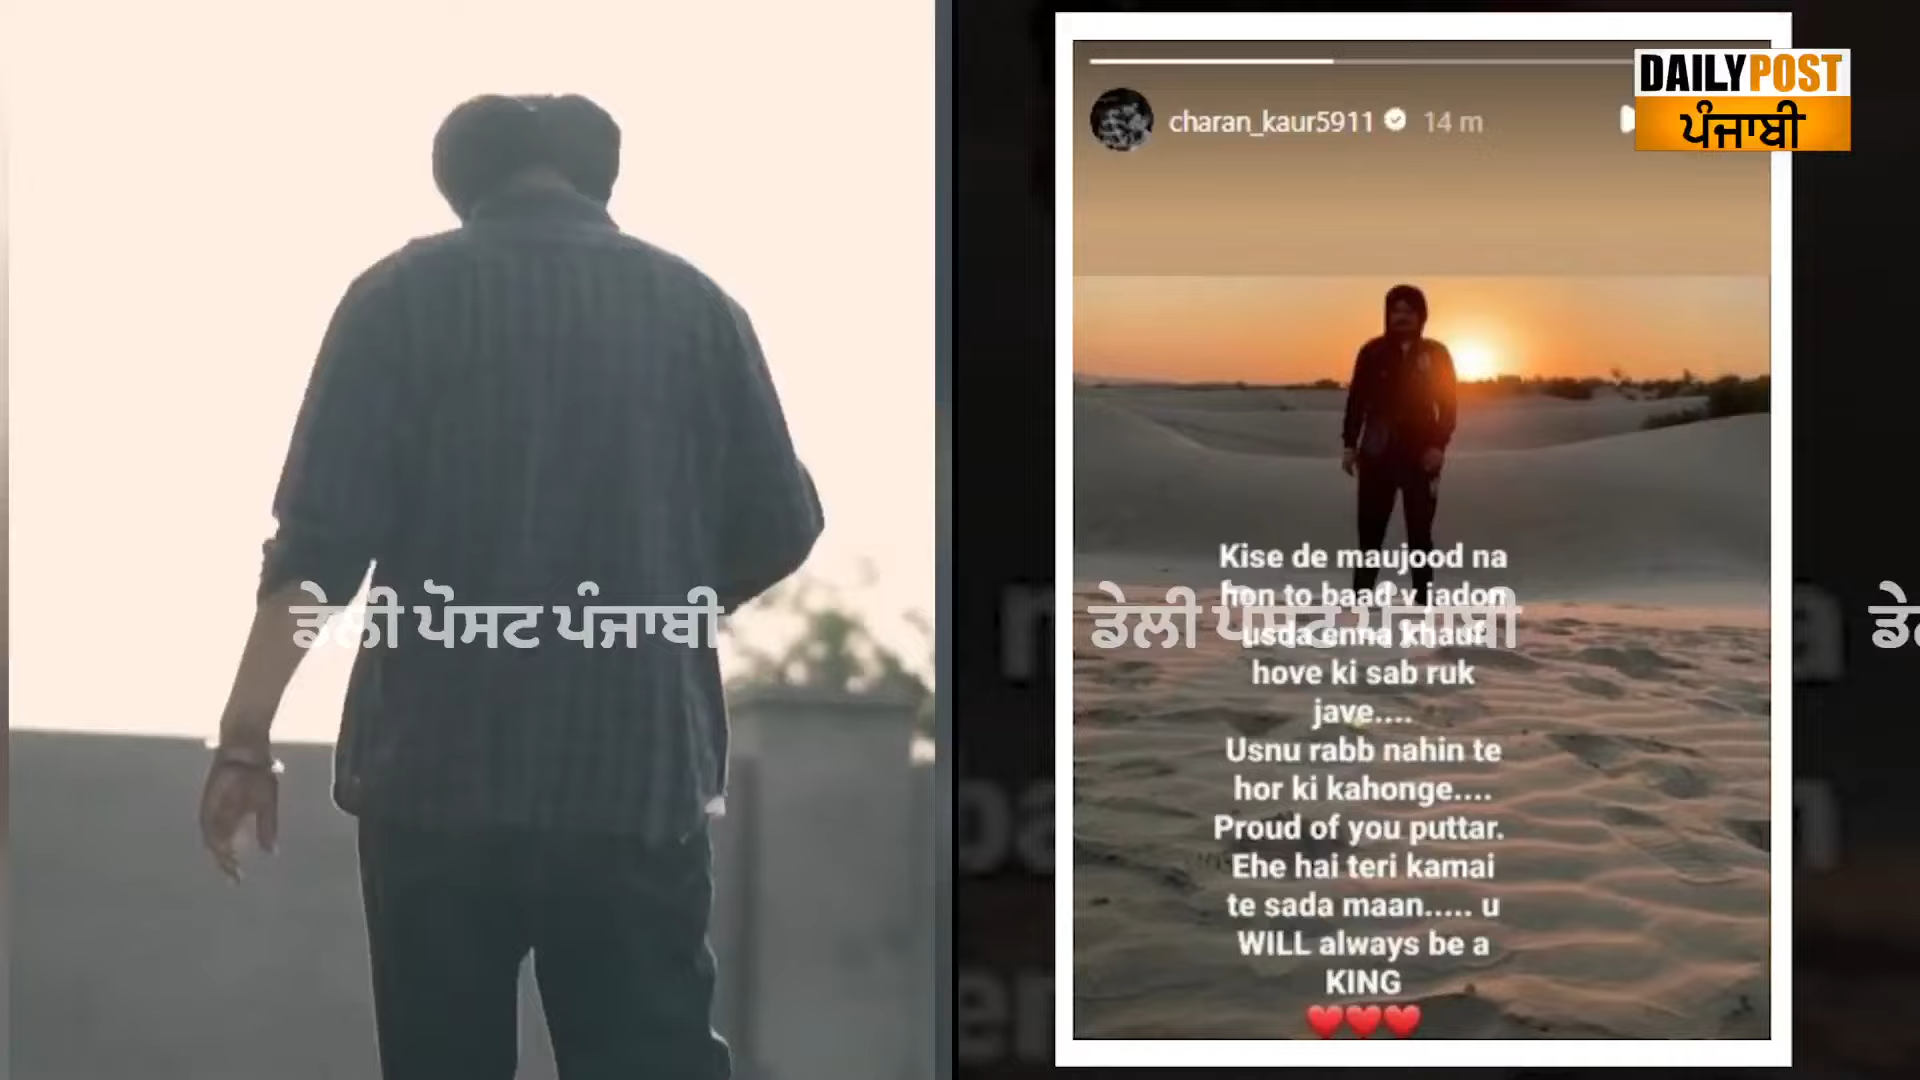 DAILYPOST
ਪੰਜਾਬੀ
charan_kaur5911 14 m
Kise de maujood na
hon to baad v jadon
usda enna khauf
hove ki sab ruk
jave....
Usnu rabb nahin te
hor ki kahonge....
Proud of you puttar.
Ehe hai teri kamai
te sada maan..... u
WILL always be a
KING
❤️❤️❤️
ਡੇਲੀ ਪੋਸਟ ਪੰਜਾਬੀ
ਡੇਲੀ ਪੋਸਟ ਪੰਜਾਬੀ